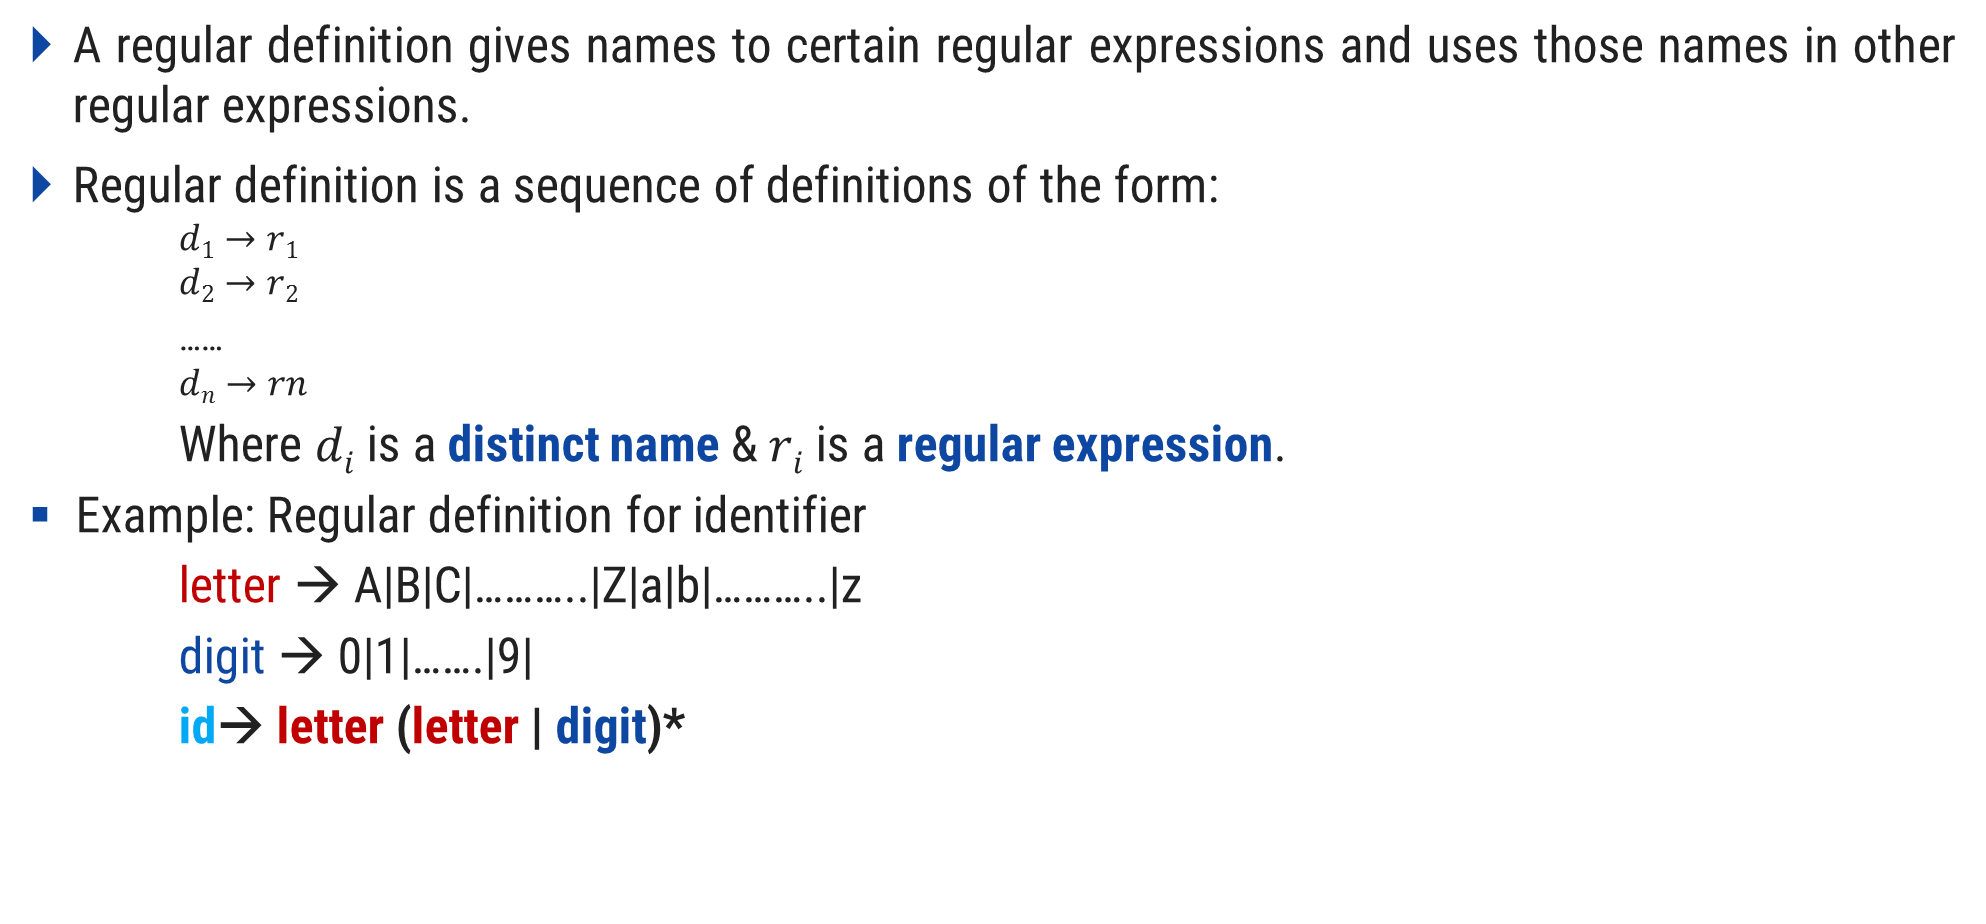 A regular definition gives names to certain regular expressions and uses those names in other
regular expressions.
Regular definition is a sequence of definitions of the form:
d₁ → r₁
d₂ → r₂
……
dₙ → rn
Where dᵢ is a distinct name & rᵢ is a regular expression.
Example: Regular definition for identifier
letter → A|B|C|………..|Z|a|b|………..|z
digit → 0|1|…….|9|
id→ letter (letter | digit)*